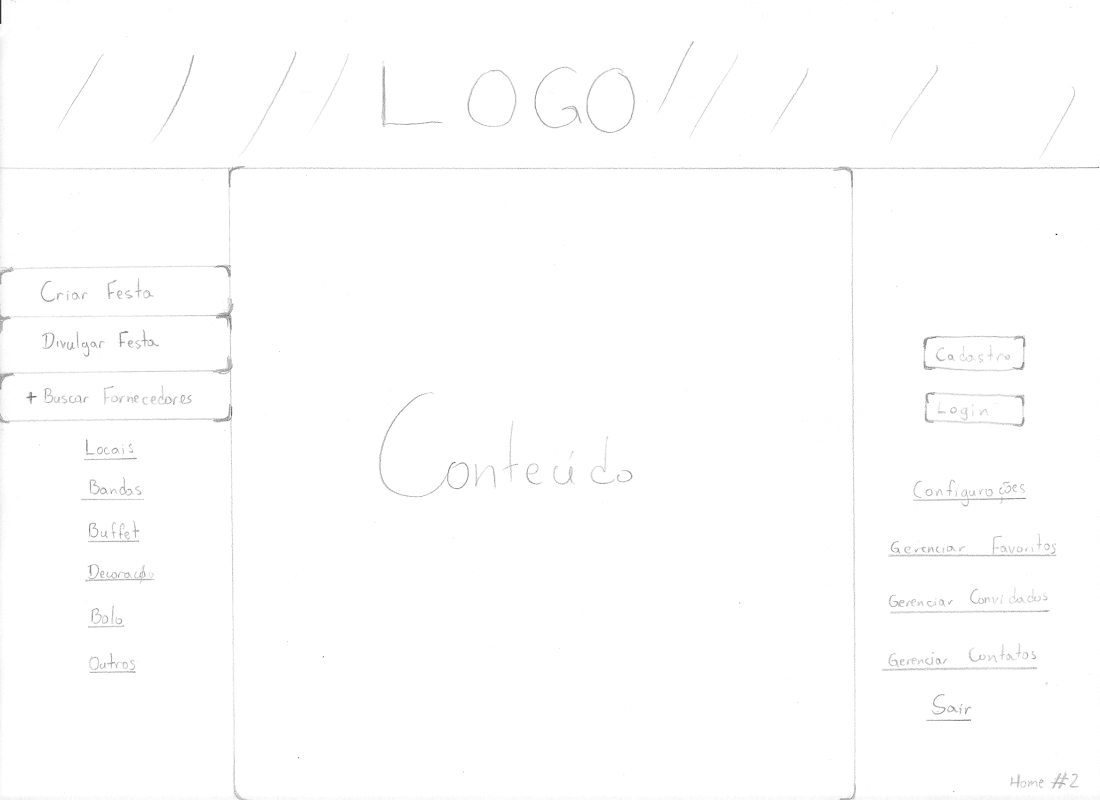 LOGO
Criar Festa
Divulgar Festa
+ Buscar Fornecedores
Locais
Bandas
Buffet
Decoração
Bolo
Outros
Conteúdo
Cadastro
Login
Configurações
Gerenciar Favoritos
Gerenciar Convidados
Gerenciar Contatos
Sair
Home #2